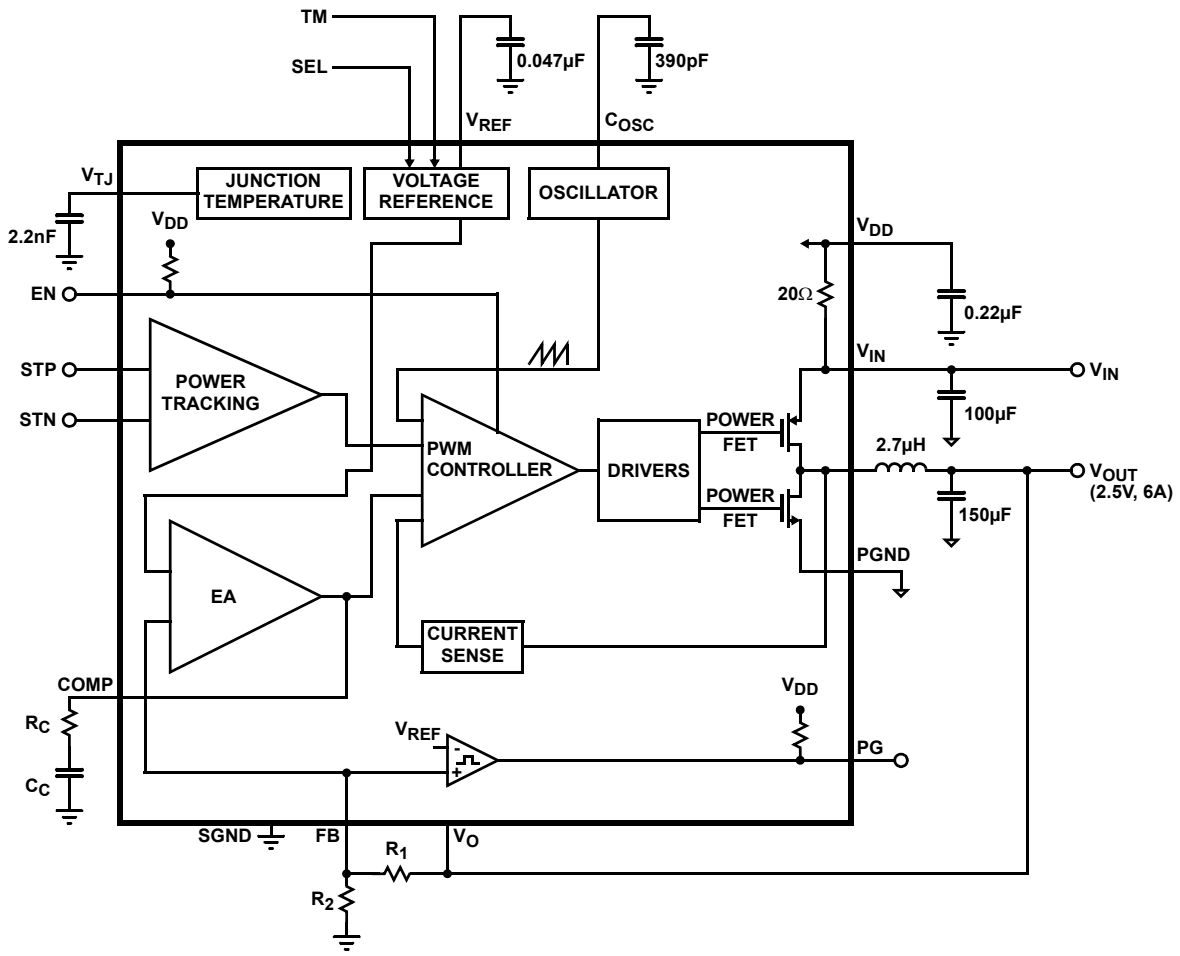 TM
SEL
0.047µF
390pF
VREF
COSC
VTJ
JUNCTION
TEMPERATURE
VOLTAGE
REFERENCE
OSCILLATOR
2.2nF
VDD
VDD
EN
20Ω
0.22µF
STP
STN
POWER
TRACKING
VIN
VIN
100µF
PWM
CONTROLLER
DRIVERS
POWER
FET
POWER
FET
2.7µH
VOUT
(2.5V, 6A)
150µF
PGND
EA
CURRENT
SENSE
COMP
RC
CC
VREF
-
+
VDD
PG
SGND
FB
VO
R1
R2